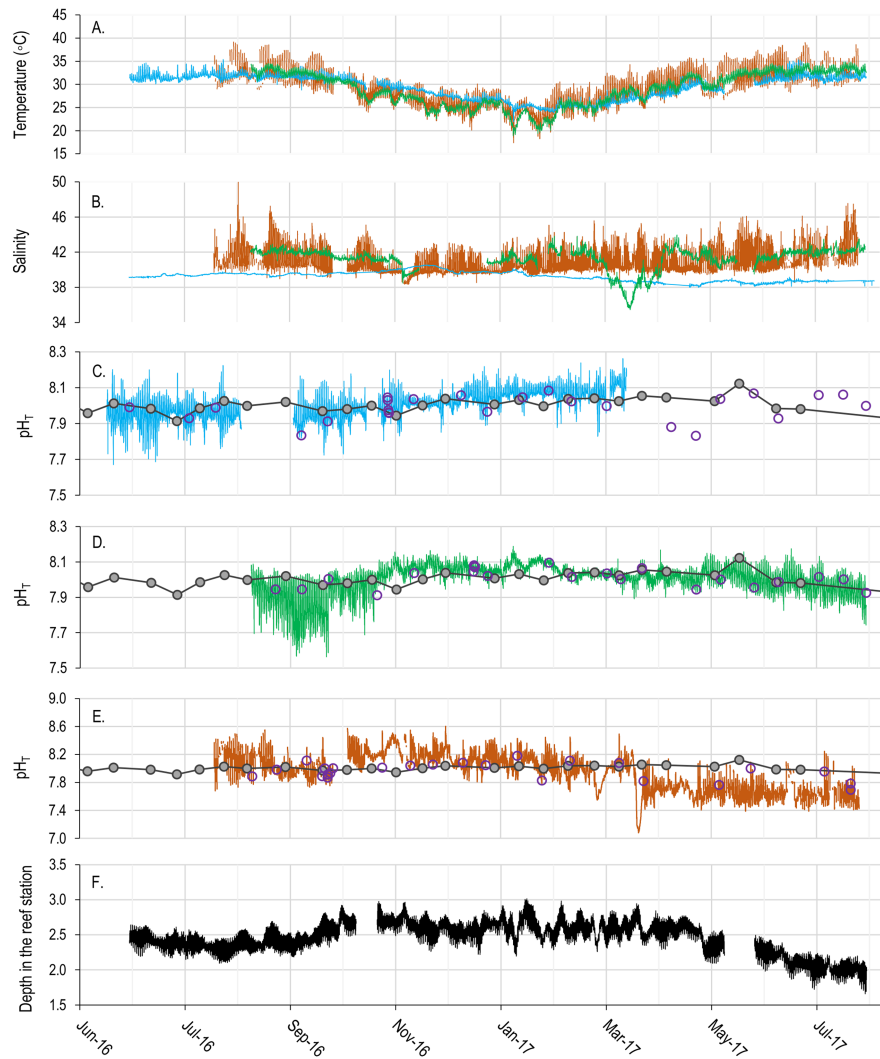 A.
Temperature (°C)
45
40
35
30
25
20
15
B.
Salinity
50
46
42
38
34
C.
pHT
8.3
8.1
7.9
7.7
7.5
D.
pHT
8.3
8.1
7.9
7.7
7.5
E.
pHT
9.0
8.6
8.2
7.8
7.4
7.0
F.
Depth in the reef station
3.5
3.0
2.5
2.0
1.5
Jun-16
Jul-16
Sep-16
Nov-16
Jan-17
Mar-17
May-17
Jul-17